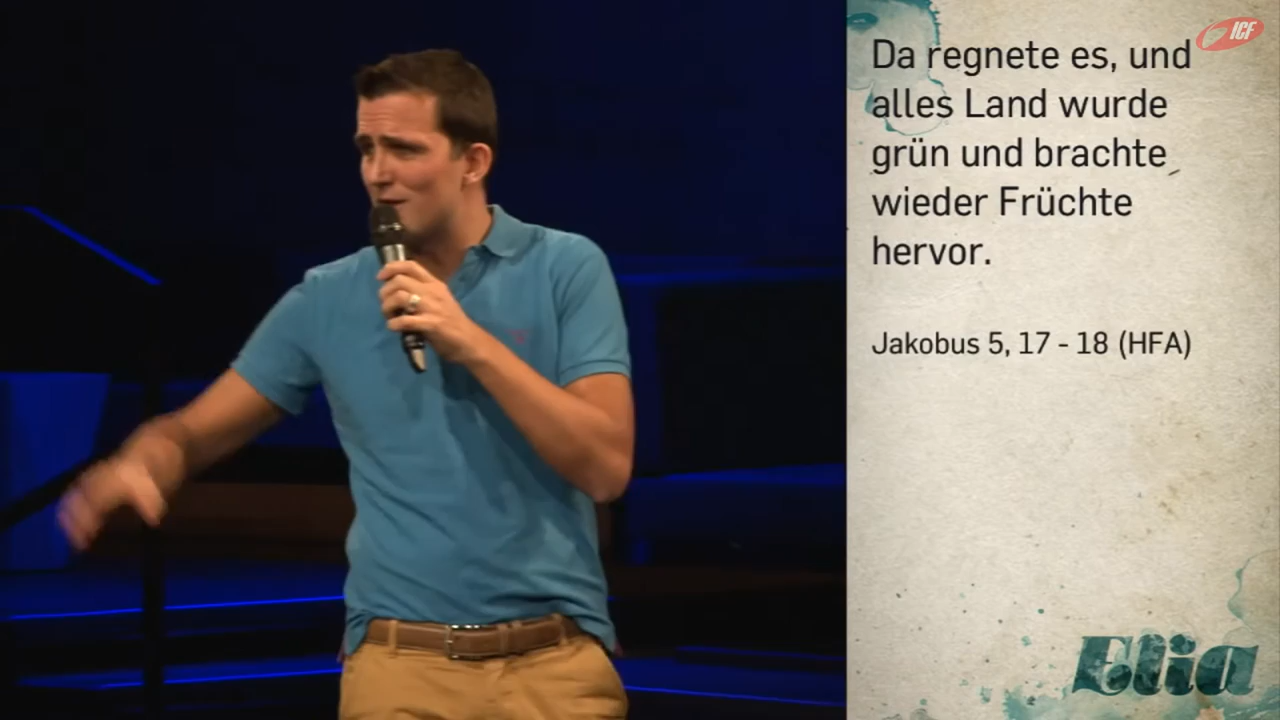 ICF
Da regnete es, und
alles Land wurde
grün und brachte
wieder Früchte
hervor.
Jakobus 5, 17 - 18 (HFA)
Elia